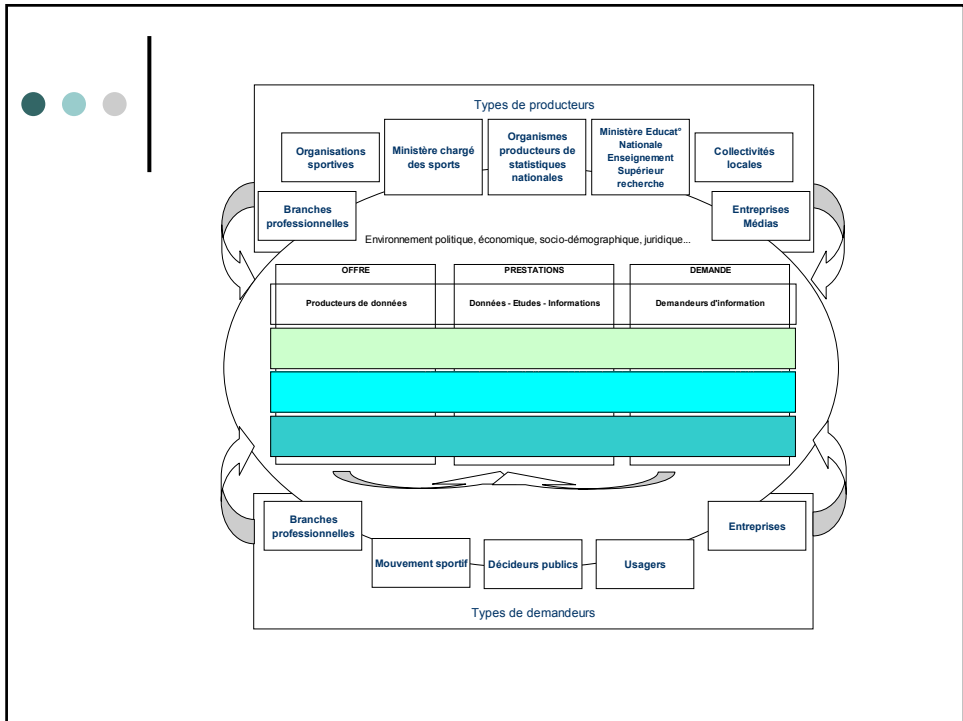 Types de producteurs
Organisations
sportives
Ministère chargé
des sports
Organismes
producteurs de
statistiques
nationales
Ministère Educat°
Nationale
Enseignement
Supérieur
recherche
Collectivités
locales
Branches
professionnelles
Entreprises
Médias
Environnement politique, économique, socio-démographique, juridique...
OFFRE
PRESTATIONS
DEMANDE
Producteurs de données
Données - Etudes - Informations
Demandeurs d'information
Branches
professionnelles
Mouvement sportif
Décideurs publics
Usagers
Entreprises
Types de demandeurs